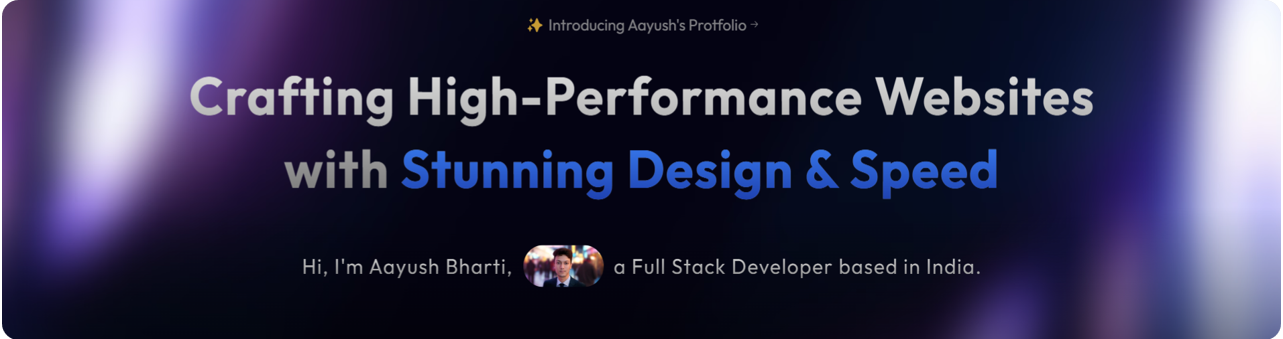 ✨ Introducing Aayush's Protfolio →
Crafting High-Performance Websites
with Stunning Design & Speed
Hi, I'm Aayush Bharti, a Full Stack Developer based in India.